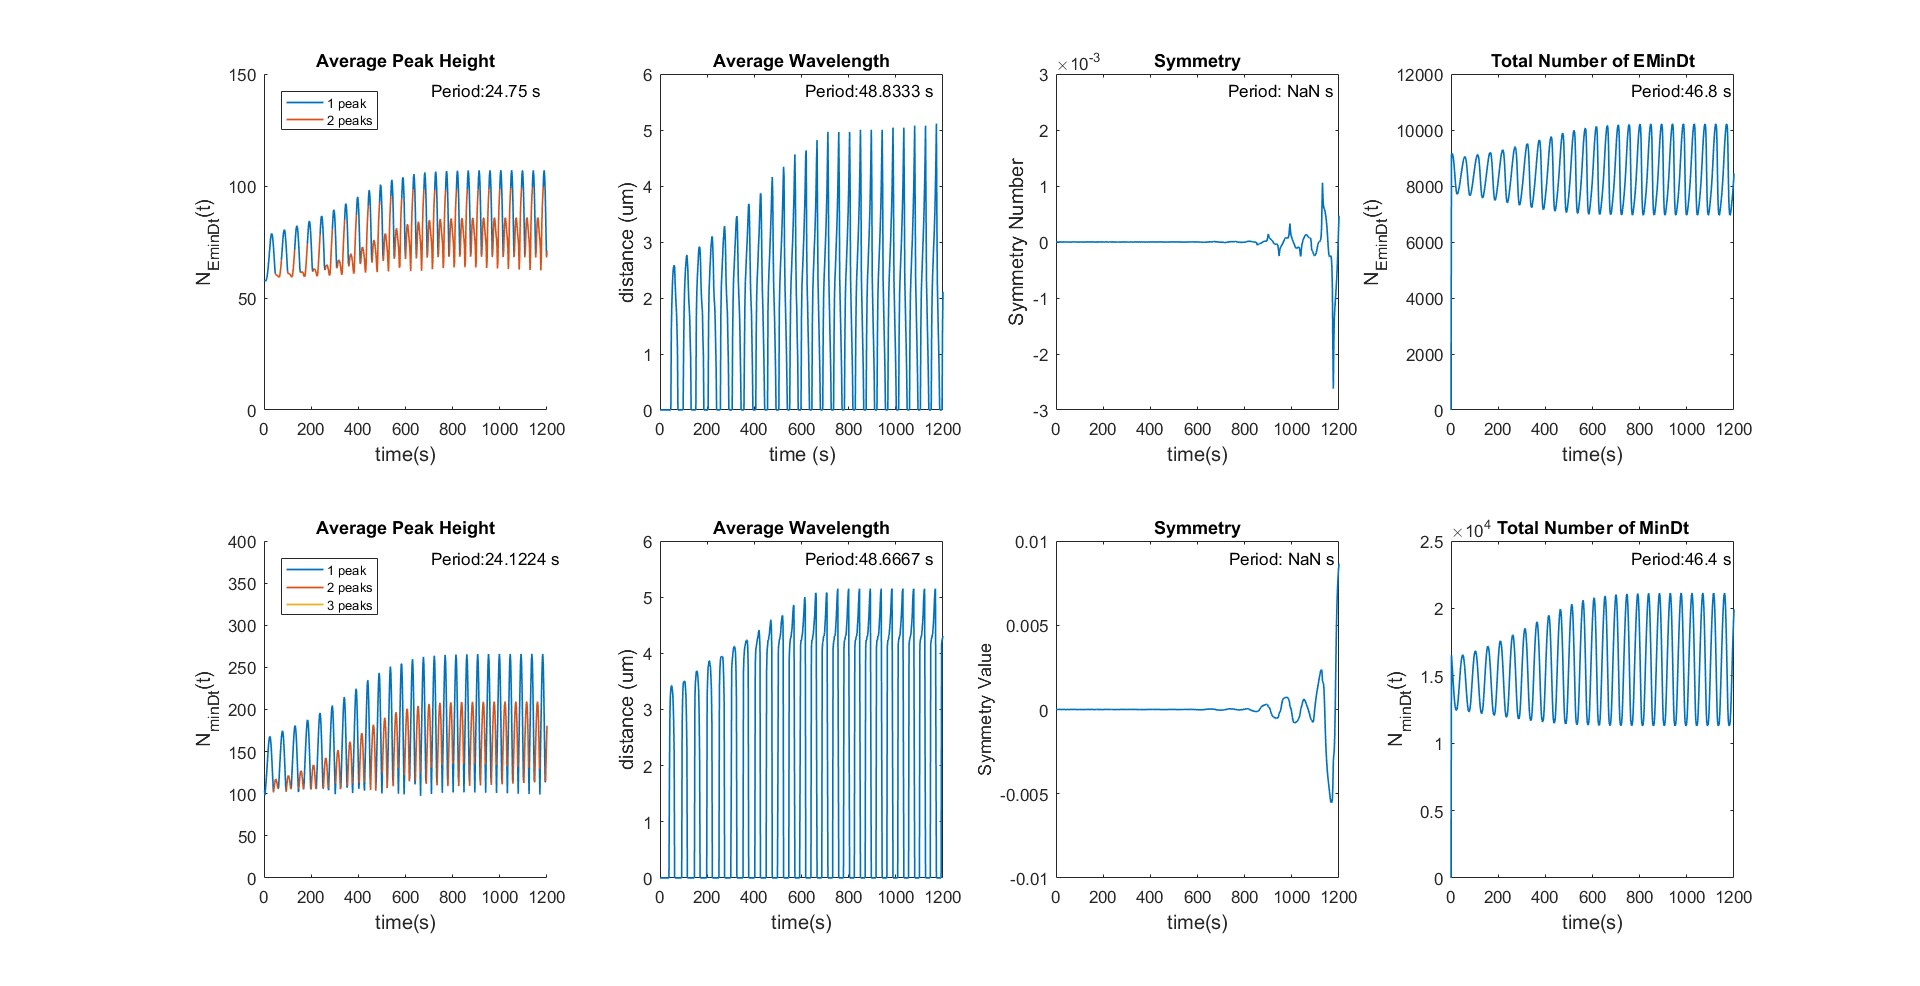 Average Peak Height
Period:24.75 s
1 peak
2 peaks
N_EminDt(t)
150
100
50
0
0 200 400 600 800 1000 1200
time(s)
Average Wavelength
Period:48.8333 s
distance (um)
6
5
4
3
2
1
0
0 200 400 600 800 1000 1200
time (s)
Symmetry
×10^-3
Period: NaN s
Symmetry Number
3
2
1
0
-1
-2
-3
0 200 400 600 800 1000 1200
time(s)
Total Number of EMinDt
Period:46.8 s
N_EminDt(t)
12000
10000
8000
6000
4000
2000
0
0 200 400 600 800 1000 1200
time(s)
Average Peak Height
Period:24.1224 s
1 peak
2 peaks
3 peaks
N_minDt(t)
400
350
300
250
200
150
100
50
0
0 200 400 600 800 1000 1200
time(s)
Average Wavelength
Period:48.6667 s
distance (um)
6
5
4
3
2
1
0
0 200 400 600 800 1000 1200
time(s)
Symmetry
Period: NaN s
Symmetry Value
0.01
0.005
0
-0.005
-0.01
0 200 400 600 800 1000 1200
time(s)
×10^4 Total Number of MinDt
Period:46.4 s
N_minDt(t)
2.5
2
1.5
1
0.5
0
0 200 400 600 800 1000 1200
time(s)